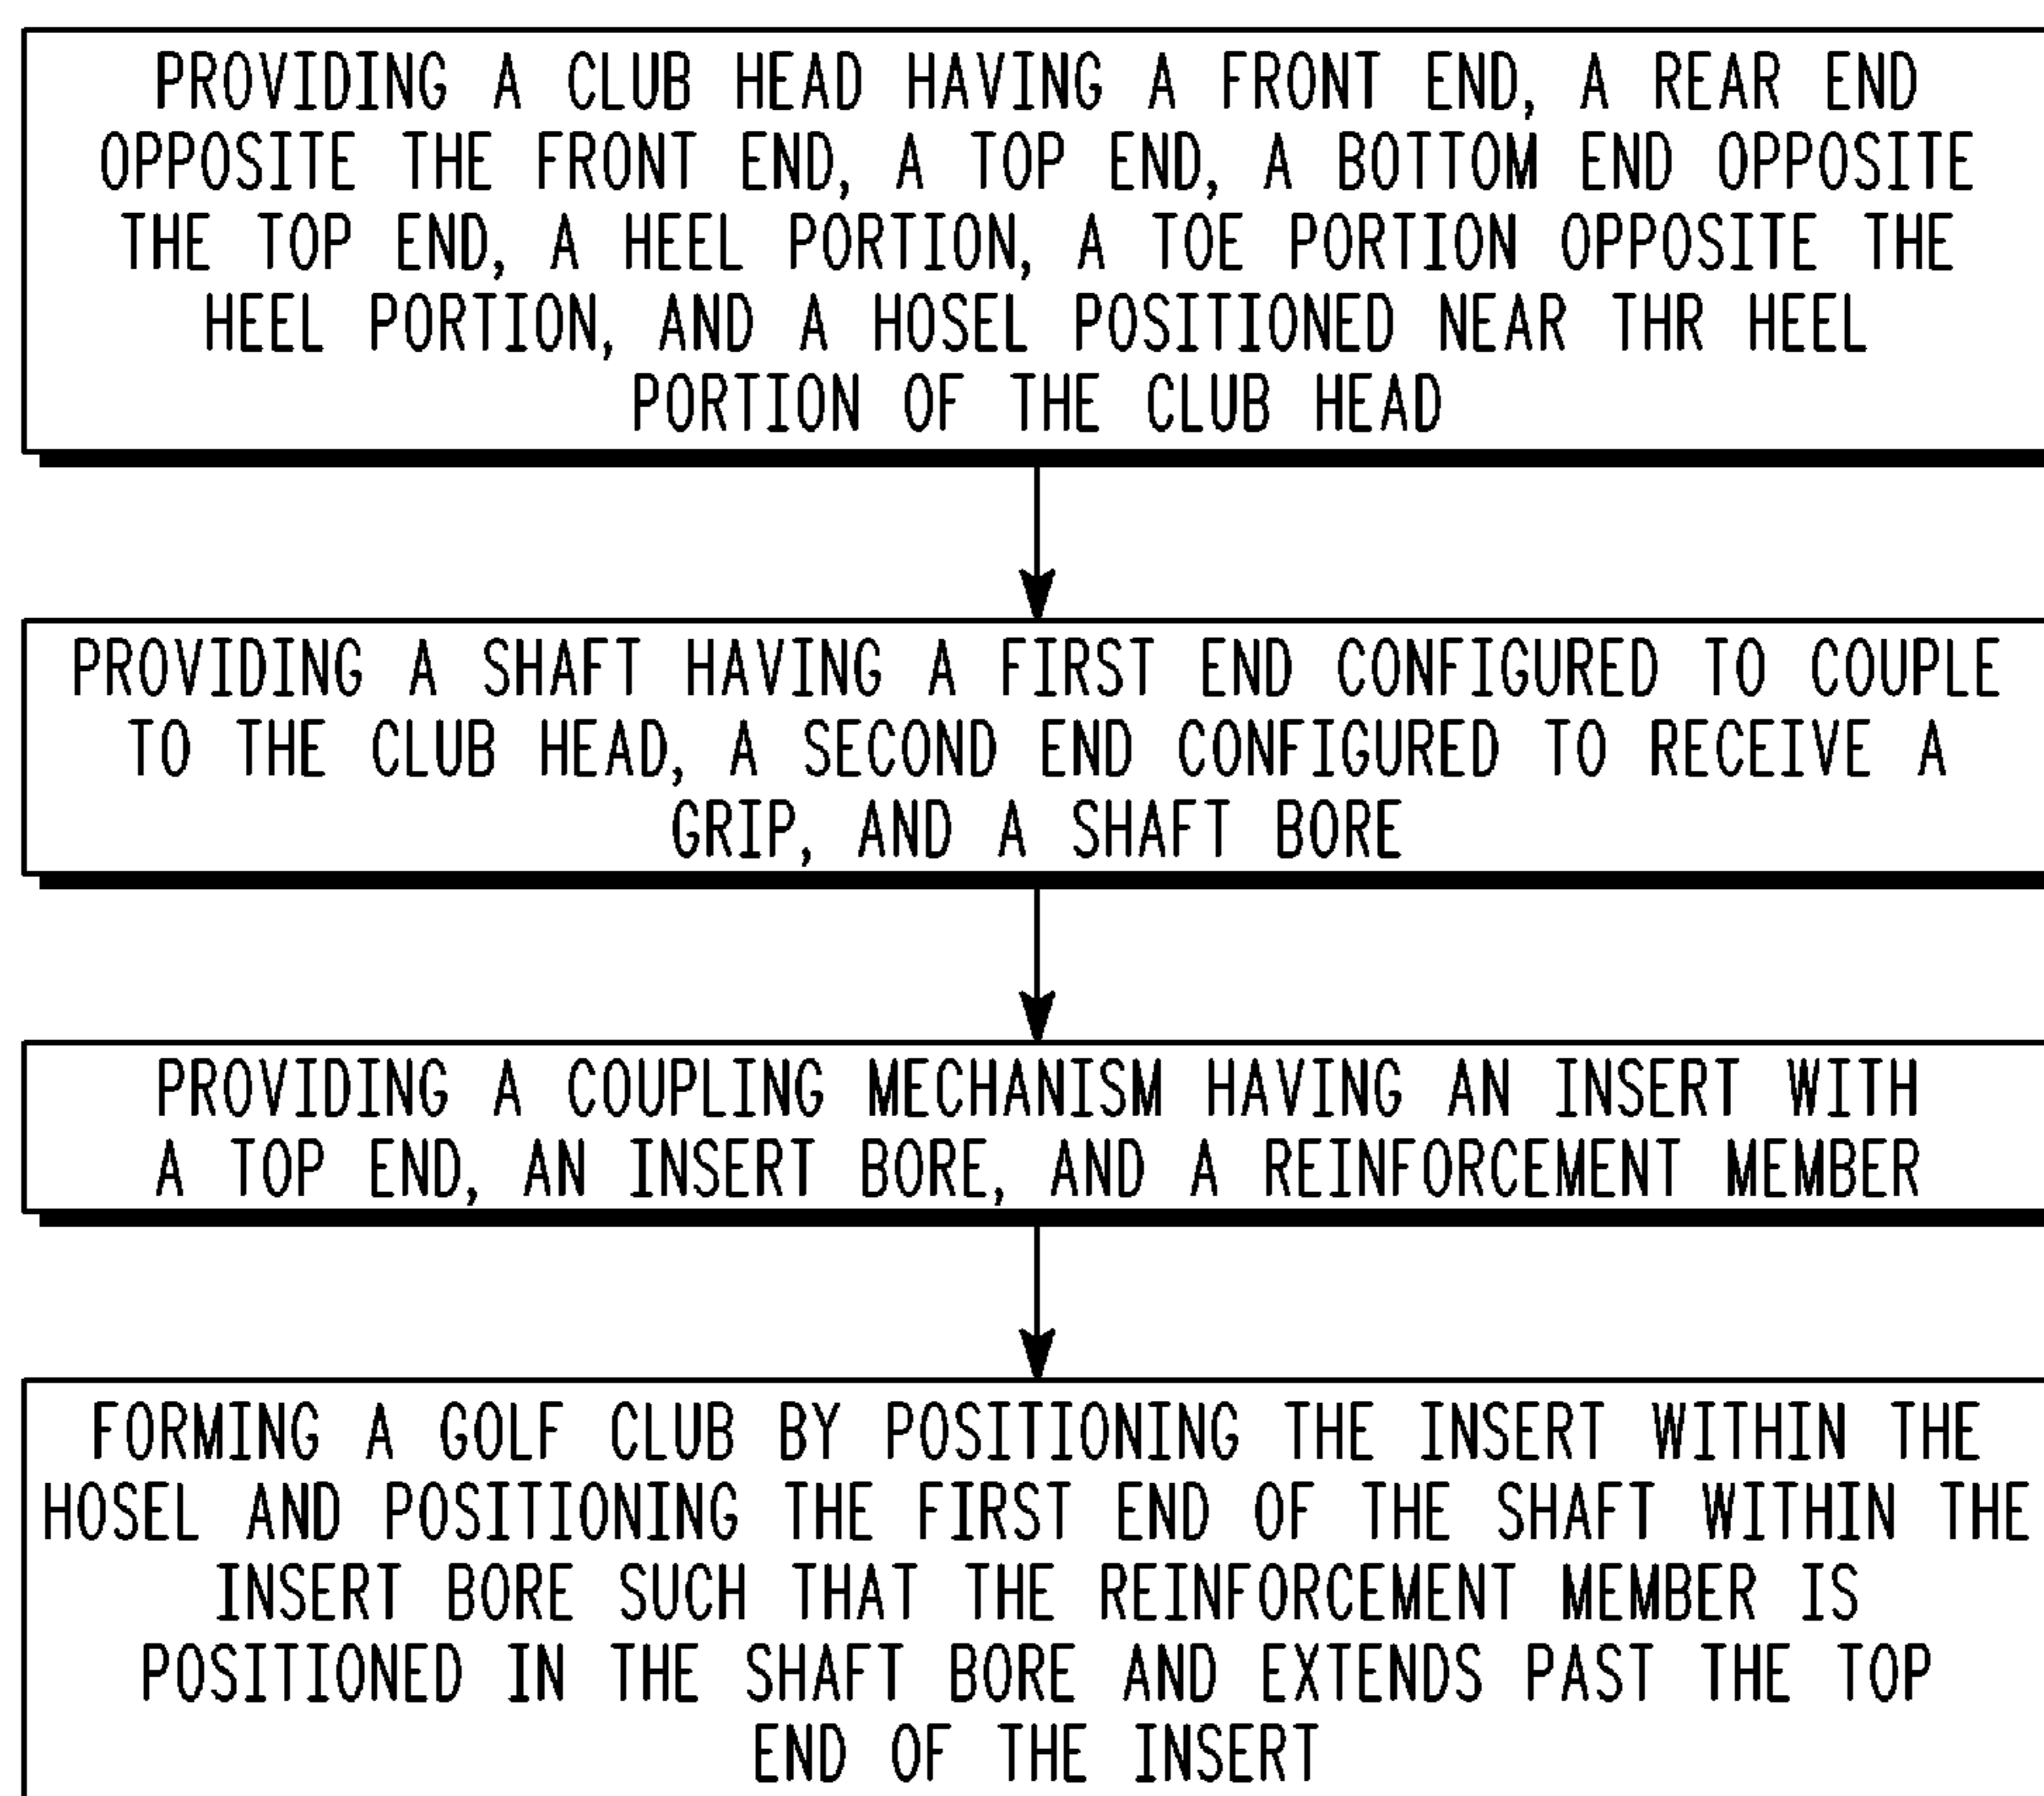 PROVIDING A CLUB HEAD HAVING A FRONT END, A REAR END
OPPOSITE THE FRONT END, A TOP END, A BOTTOM END OPPOSITE
THE TOP END, A HEEL PORTION, A TOE PORTION OPPOSITE THE
HEEL PORTION, AND A HOSEL POSITIONED NEAR THR HEEL
PORTION OF THE CLUB HEAD
PROVIDING A SHAFT HAVING A FIRST END CONFIGURED TO COUPLE
TO THE CLUB HEAD, A SECOND END CONFIGURED TO RECEIVE A
GRIP, AND A SHAFT BORE
PROVIDING A COUPLING MECHANISM HAVING AN INSERT WITH
A TOP END, AN INSERT BORE, AND A REINFORCEMENT MEMBER
FORMING A GOLF CLUB BY POSITIONING THE INSERT WITHIN THE
HOSEL AND POSITIONING THE FIRST END OF THE SHAFT WITHIN THE
INSERT BORE SUCH THAT THE REINFORCEMENT MEMBER IS
POSITIONED IN THE SHAFT BORE AND EXTENDS PAST THE TOP
END OF THE INSERT